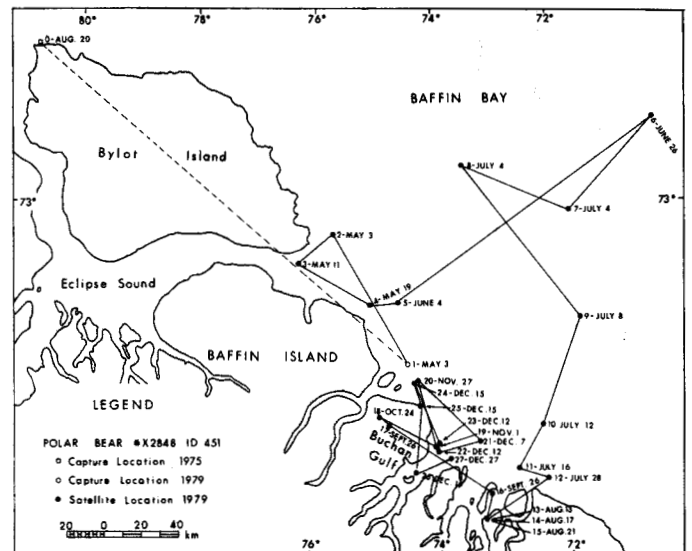 80° 76° 74° 72°
0-AUG. 20
BAFFIN BAY
6-JUNE 26
Bylot Island
8-JULY 4
7-JULY 4
73° 73°
2-MAY 3
3-MAY 11
Eclipse Sound
4-MAY 19
5-JUNE 4
9-JULY 8
BAFFIN ISLAND
1-MAY 3
20-NOV. 27
24-DEC. 15
25-DEC. 15
LEGEND
18-OCT. 24
23-DEC. 12
17-SEPT. 26
19-NOV. 1
10 JULY 12
21-DEC. 7
Buchan
Gulf
22-DEC. 12
27-DEC. 27
POLAR BEAR #X2848 ID 451
Capture Location 1975
Capture Location 1979
Satellite Location 1979
11-JULY 16
12-JULY 28
16-SEPT. 26
13-AUG. 13
14-AUG. 17
15-AUG. 21
20 0 20 40 km
76° 74° 72°